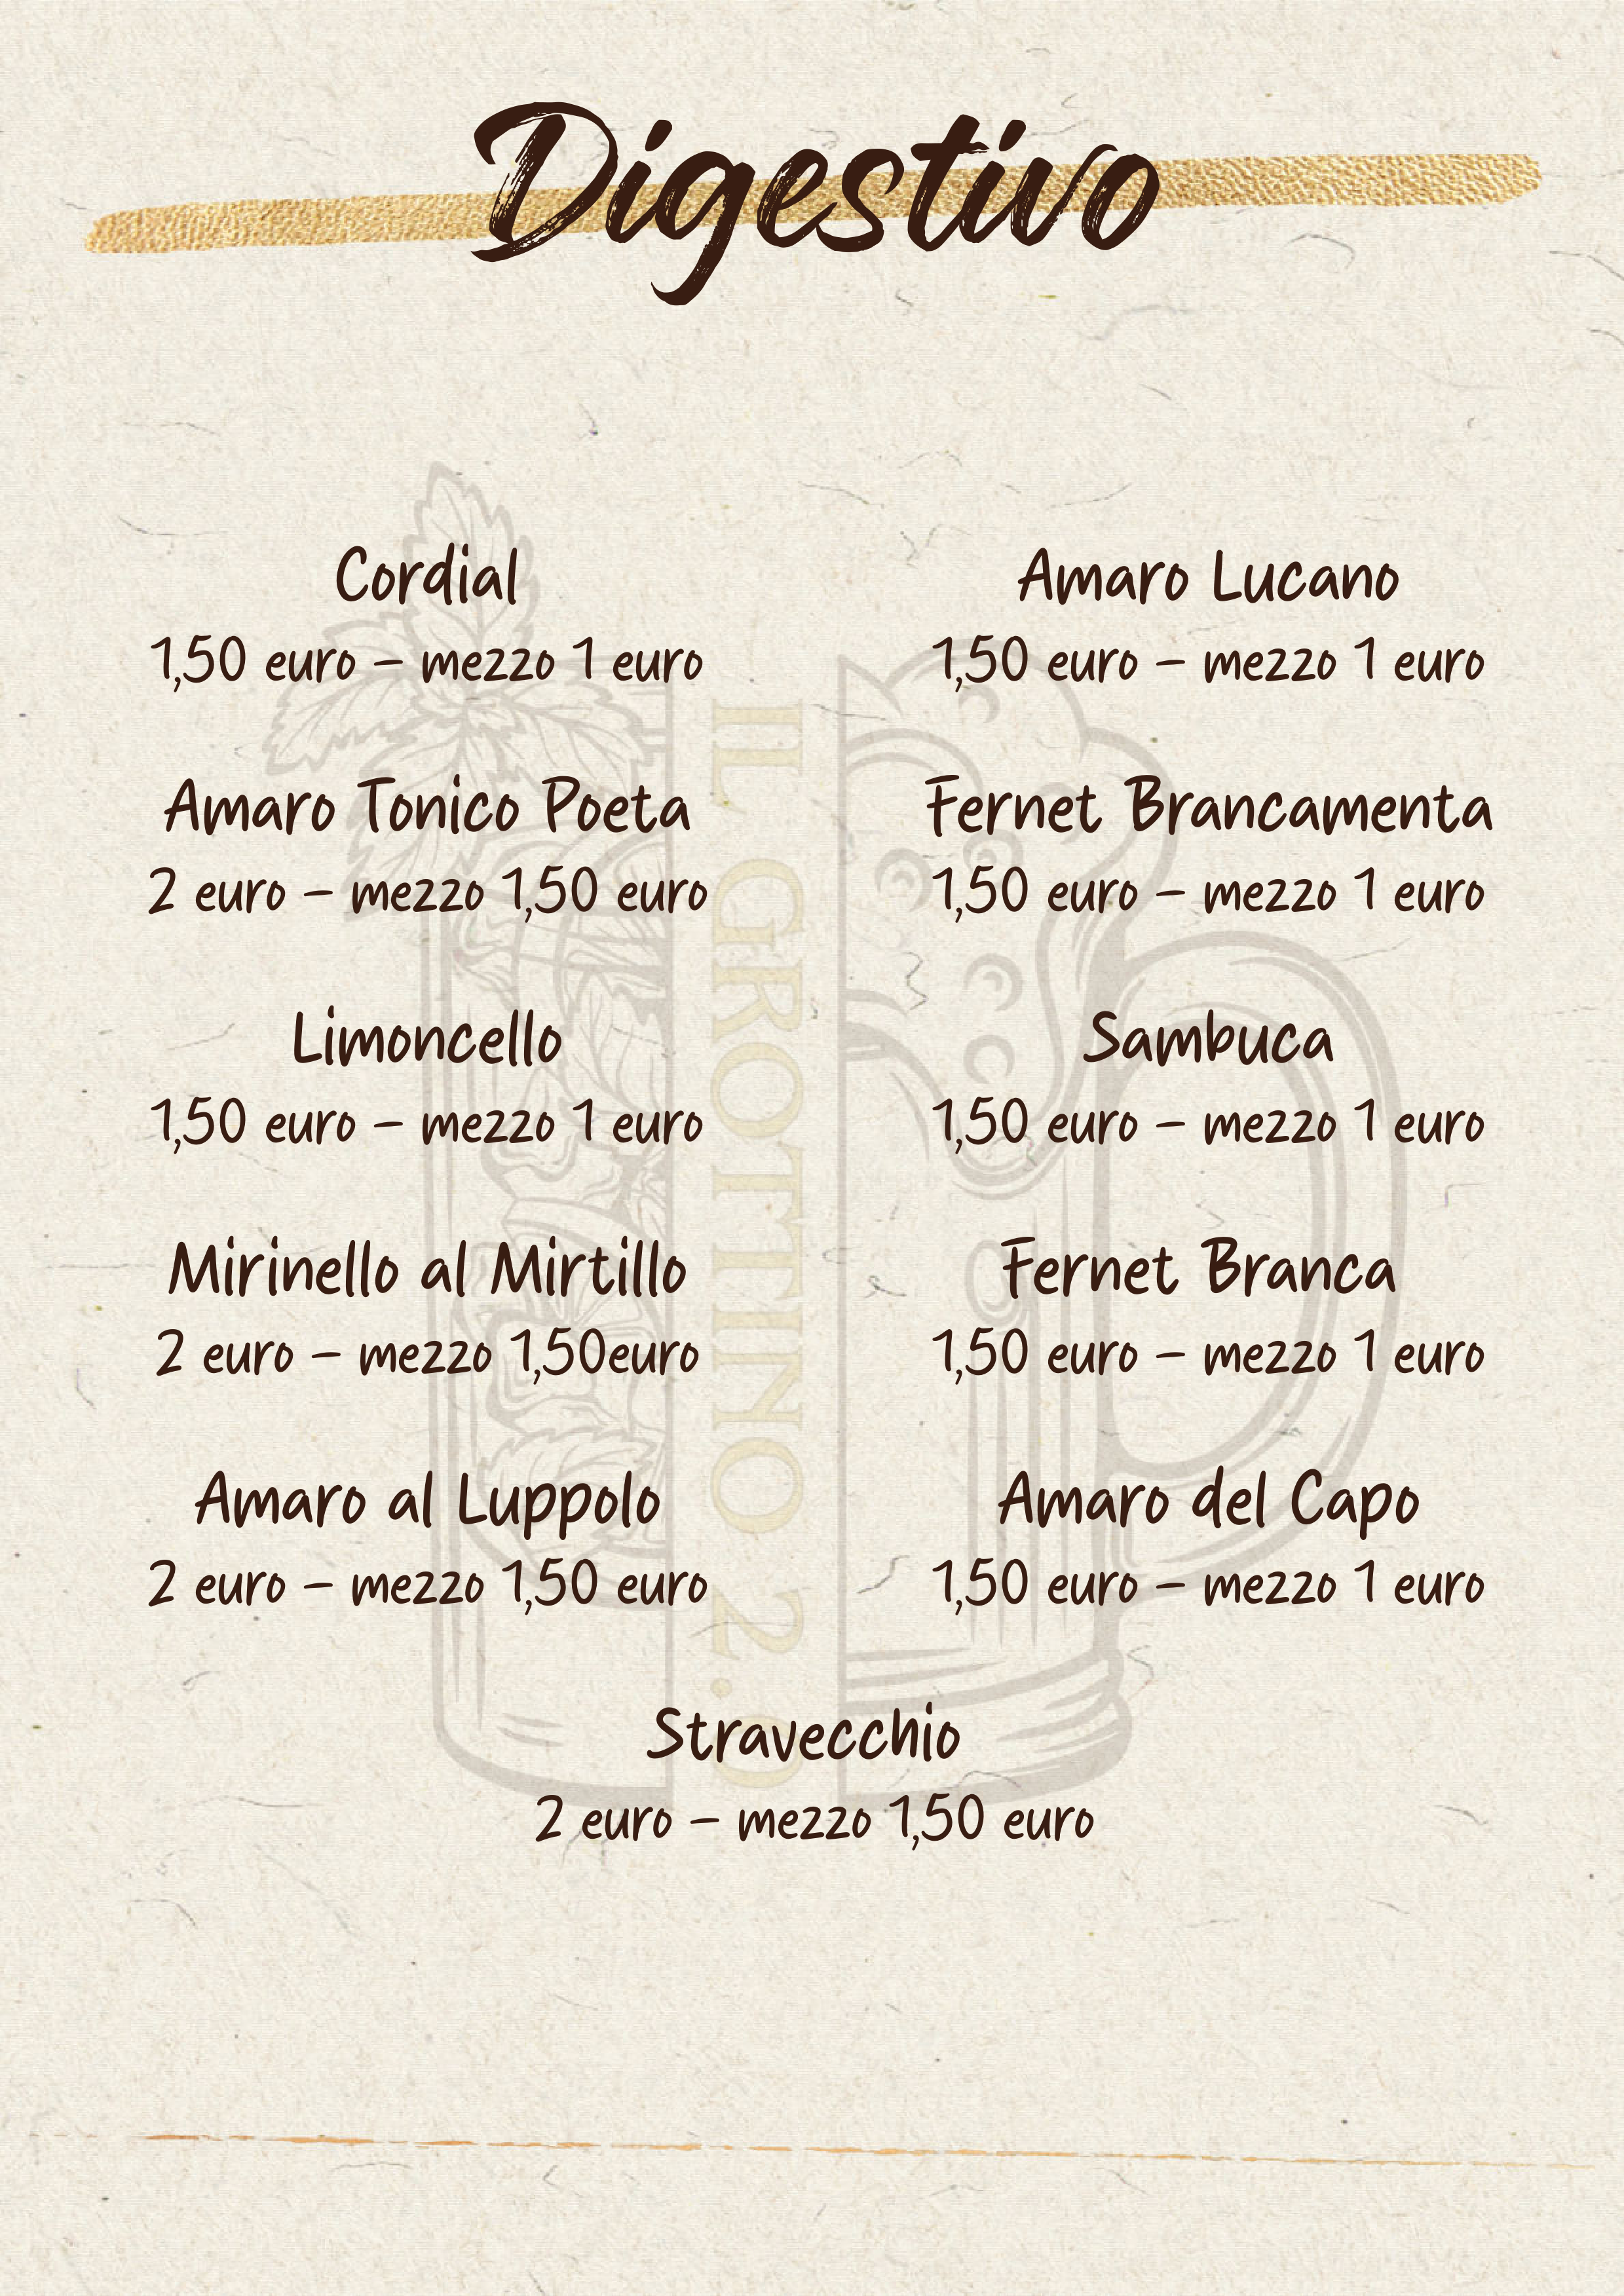 Digestivo
Cordial
1,50 euro – mezzo 1 euro
Amaro Tonico Poeta
2 euro – mezzo 1,50 euro
Limoncello
1,50 euro – mezzo 1 euro
Mirinello al Mirtillo
2 euro – mezzo 1,50euro
Amaro al Luppolo
2 euro – mezzo 1,50 euro
Amaro Lucano
1,50 euro – mezzo 1 euro
Fernet Brancamenta
1,50 euro – mezzo 1 euro
Sambuca
1,50 euro – mezzo 1 euro
Fernet Branca
1,50 euro – mezzo 1 euro
Amaro del Capo
1,50 euro – mezzo 1 euro
Stravecchio
2 euro – mezzo 1,50 euro
IL GROTTINO 2.0